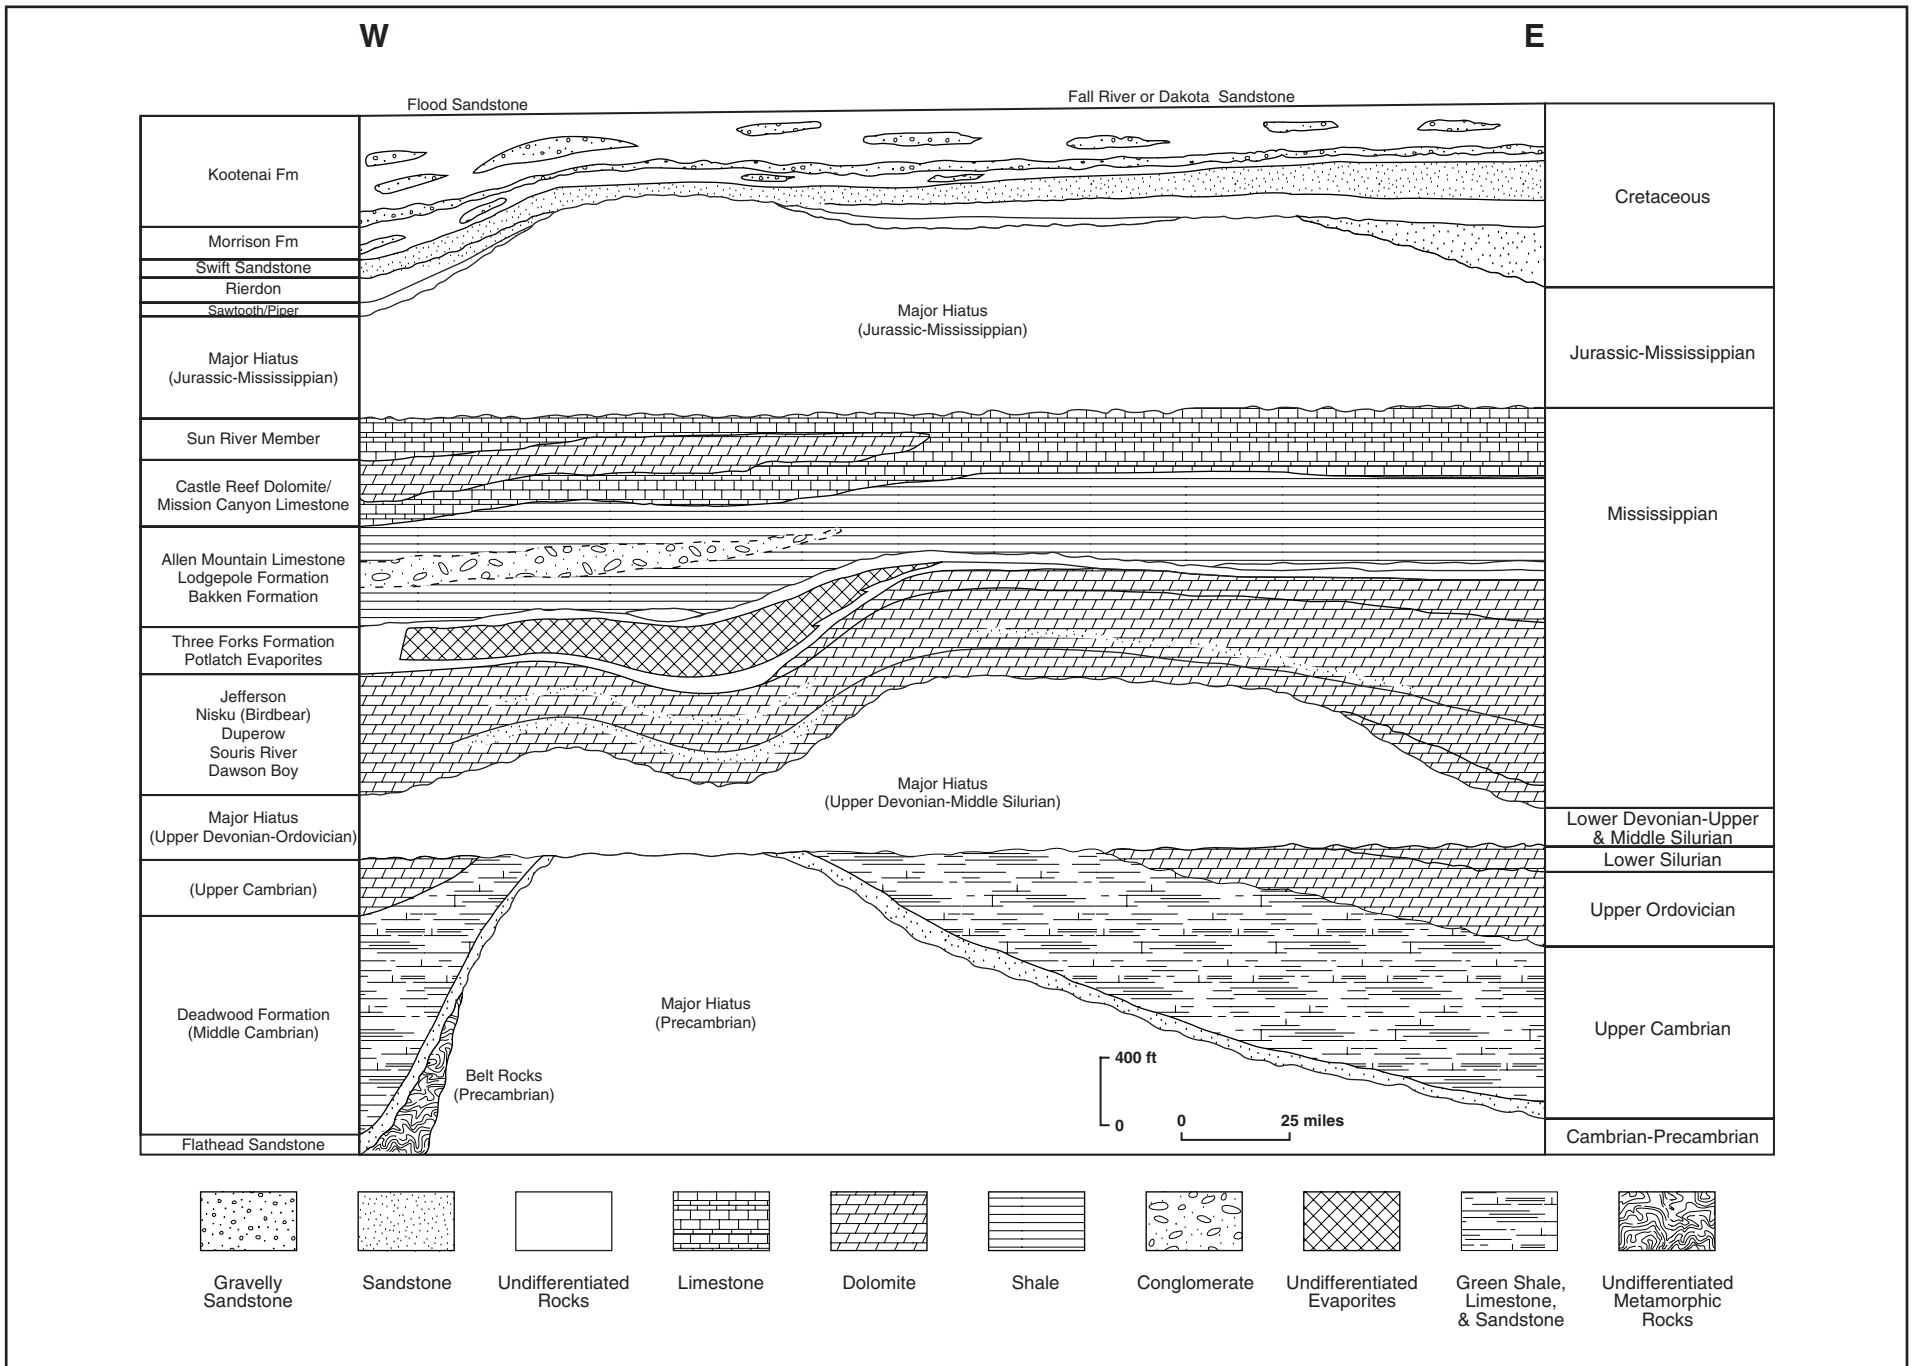 W
E
Flood Sandstone
Fall River or Dakota Sandstone
Kootenai Fm
Morrison Fm
Swift Sandstone
Rierdon
Sawtooth/Piper
Major Hiatus
(Jurassic-Mississippian)
Sun River Member
Castle Reef Dolomite/
Mission Canyon Limestone
Allen Mountain Limestone
Lodgepole Formation
Bakken Formation
Three Forks Formation
Potlatch Evaporites
Jefferson
Nisku (Birdbear)
Duperow
Souris River
Dawson Boy
Major Hiatus
(Upper Devonian-Ordovician)
(Upper Cambrian)
Deadwood Formation
(Middle Cambrian)
Flathead Sandstone
Major Hiatus
(Jurassic-Mississippian)
Major Hiatus
(Upper Devonian-Middle Silurian)
Major Hiatus
(Precambrian)
Belt Rocks
(Precambrian)
400 ft
0
0
25 miles
Cretaceous
Jurassic-Mississippian
Mississippian
Lower Devonian-Upper
& Middle Silurian
Lower Silurian
Upper Ordovician
Upper Cambrian
Cambrian-Precambrian
Gravelly
Sandstone
Sandstone
Undifferentiated
Rocks
Limestone
Dolomite
Shale
Conglomerate
Undifferentiated
Evaporites
Green Shale,
Limestone,
& Sandstone
Undifferentiated
Metamorphic
Rocks